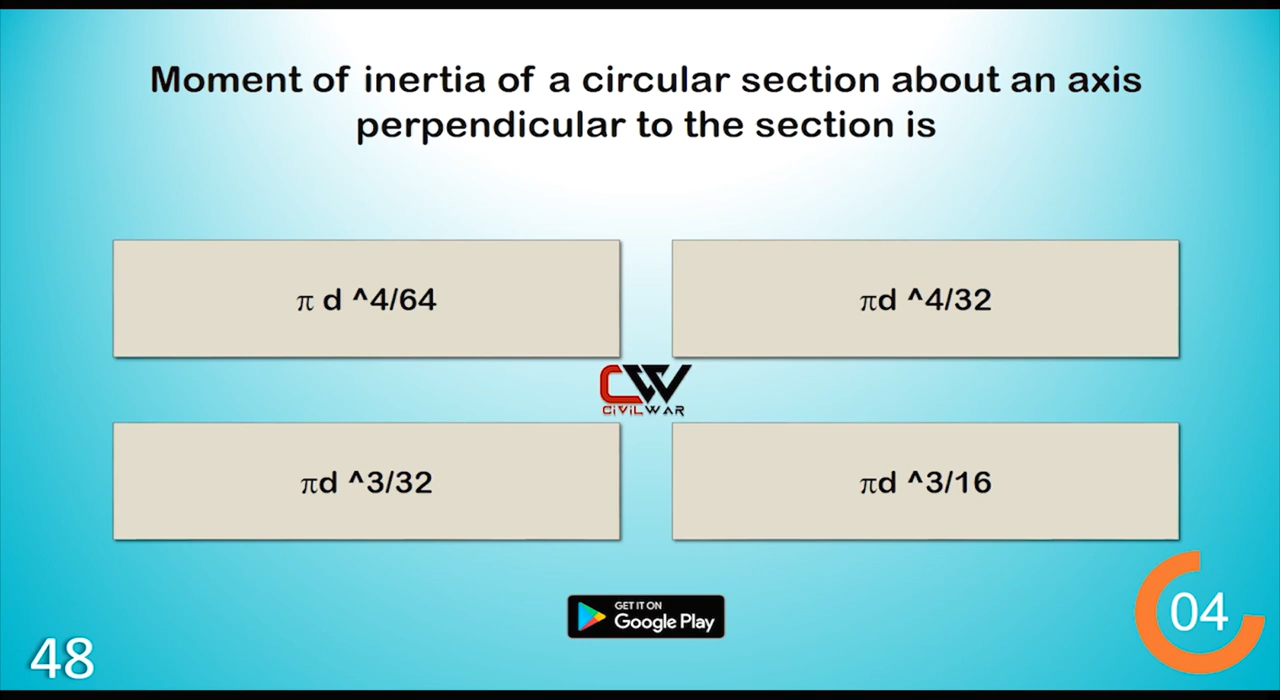 Moment of inertia of a circular section about an axis
perpendicular to the section is
π d ^4/64
πd ^4/32
CW
CiViLWAR
πd ^3/32
πd ^3/16
GET IT ON
Google Play
04
48